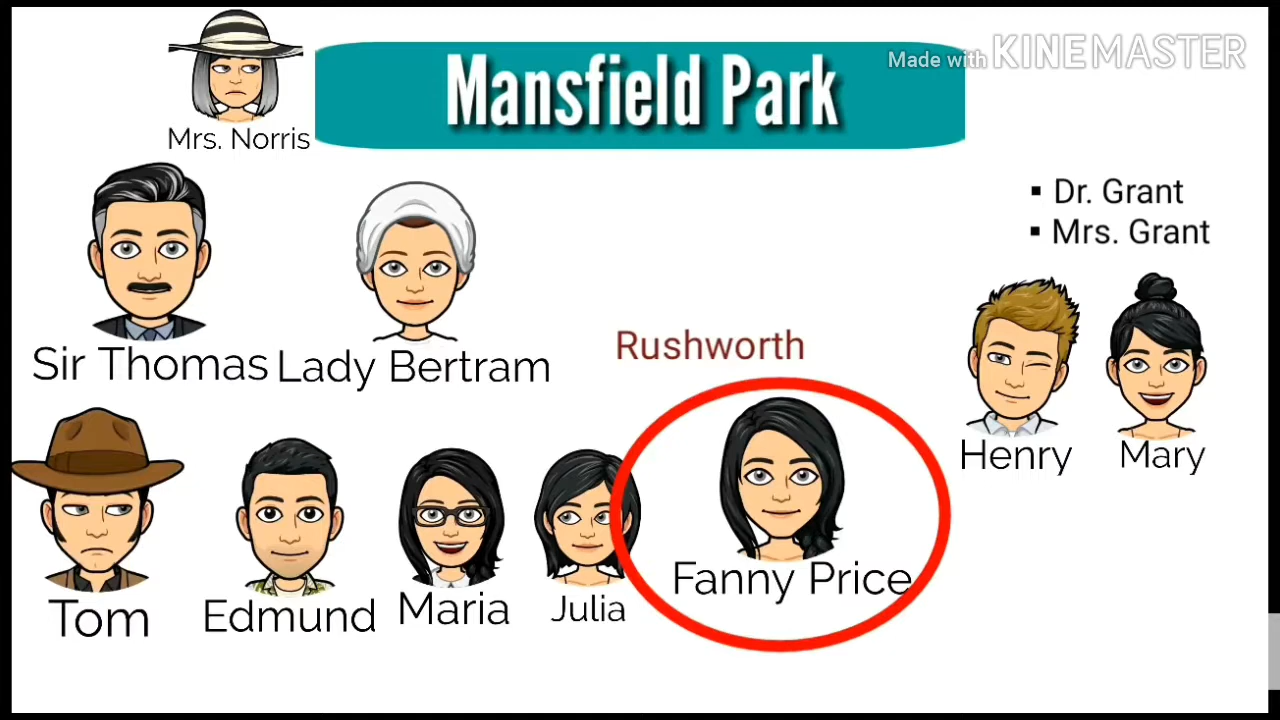 Mansfield Park
Made with KINEMASTER
Mrs. Norris
▪ Dr. Grant
▪ Mrs. Grant
Sir Thomas
Lady Bertram
Rushworth
Henry
Mary
Tom
Edmund
Maria
Julia
Fanny Price